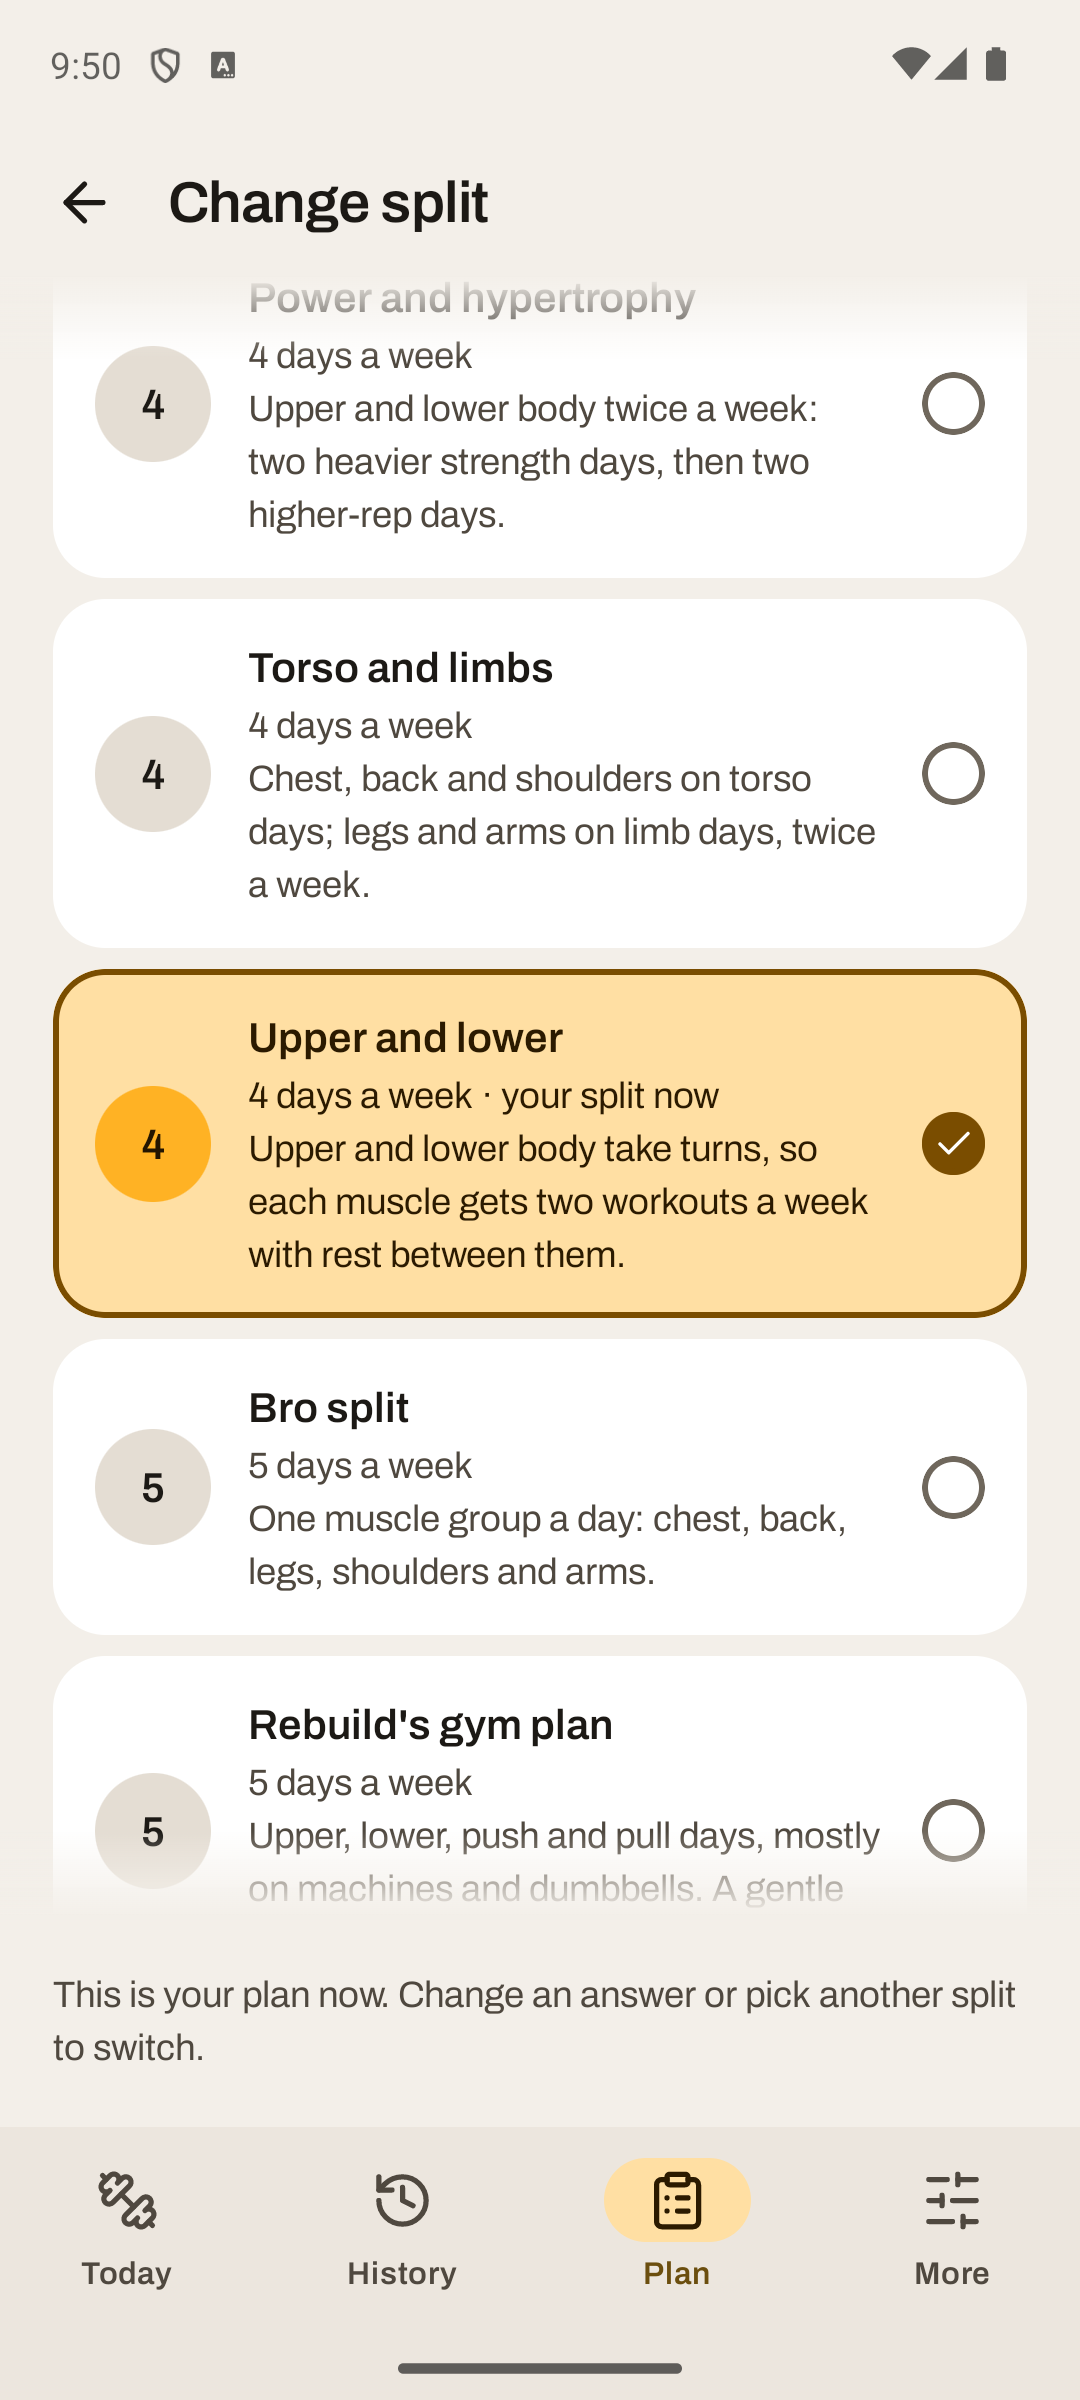 9:50
Change split
Power and hypertrophy
4 days a week
4
Upper and lower body twice a week:
two heavier strength days, then two
higher-rep days.
Torso and limbs
4 days a week
4
Chest, back and shoulders on torso
days; legs and arms on limb days, twice
a week.
Upper and lower
4 days a week · your split now
4
Upper and lower body take turns, so
each muscle gets two workouts a week
with rest between them.
Bro split
5 days a week
5
One muscle group a day: chest, back,
legs, shoulders and arms.
Rebuild's gym plan
5 days a week
5
Upper, lower, push and pull days, mostly
on machines and dumbbells. A gentle
This is your plan now. Change an answer or pick another split
to switch.
Today
History
Plan
More